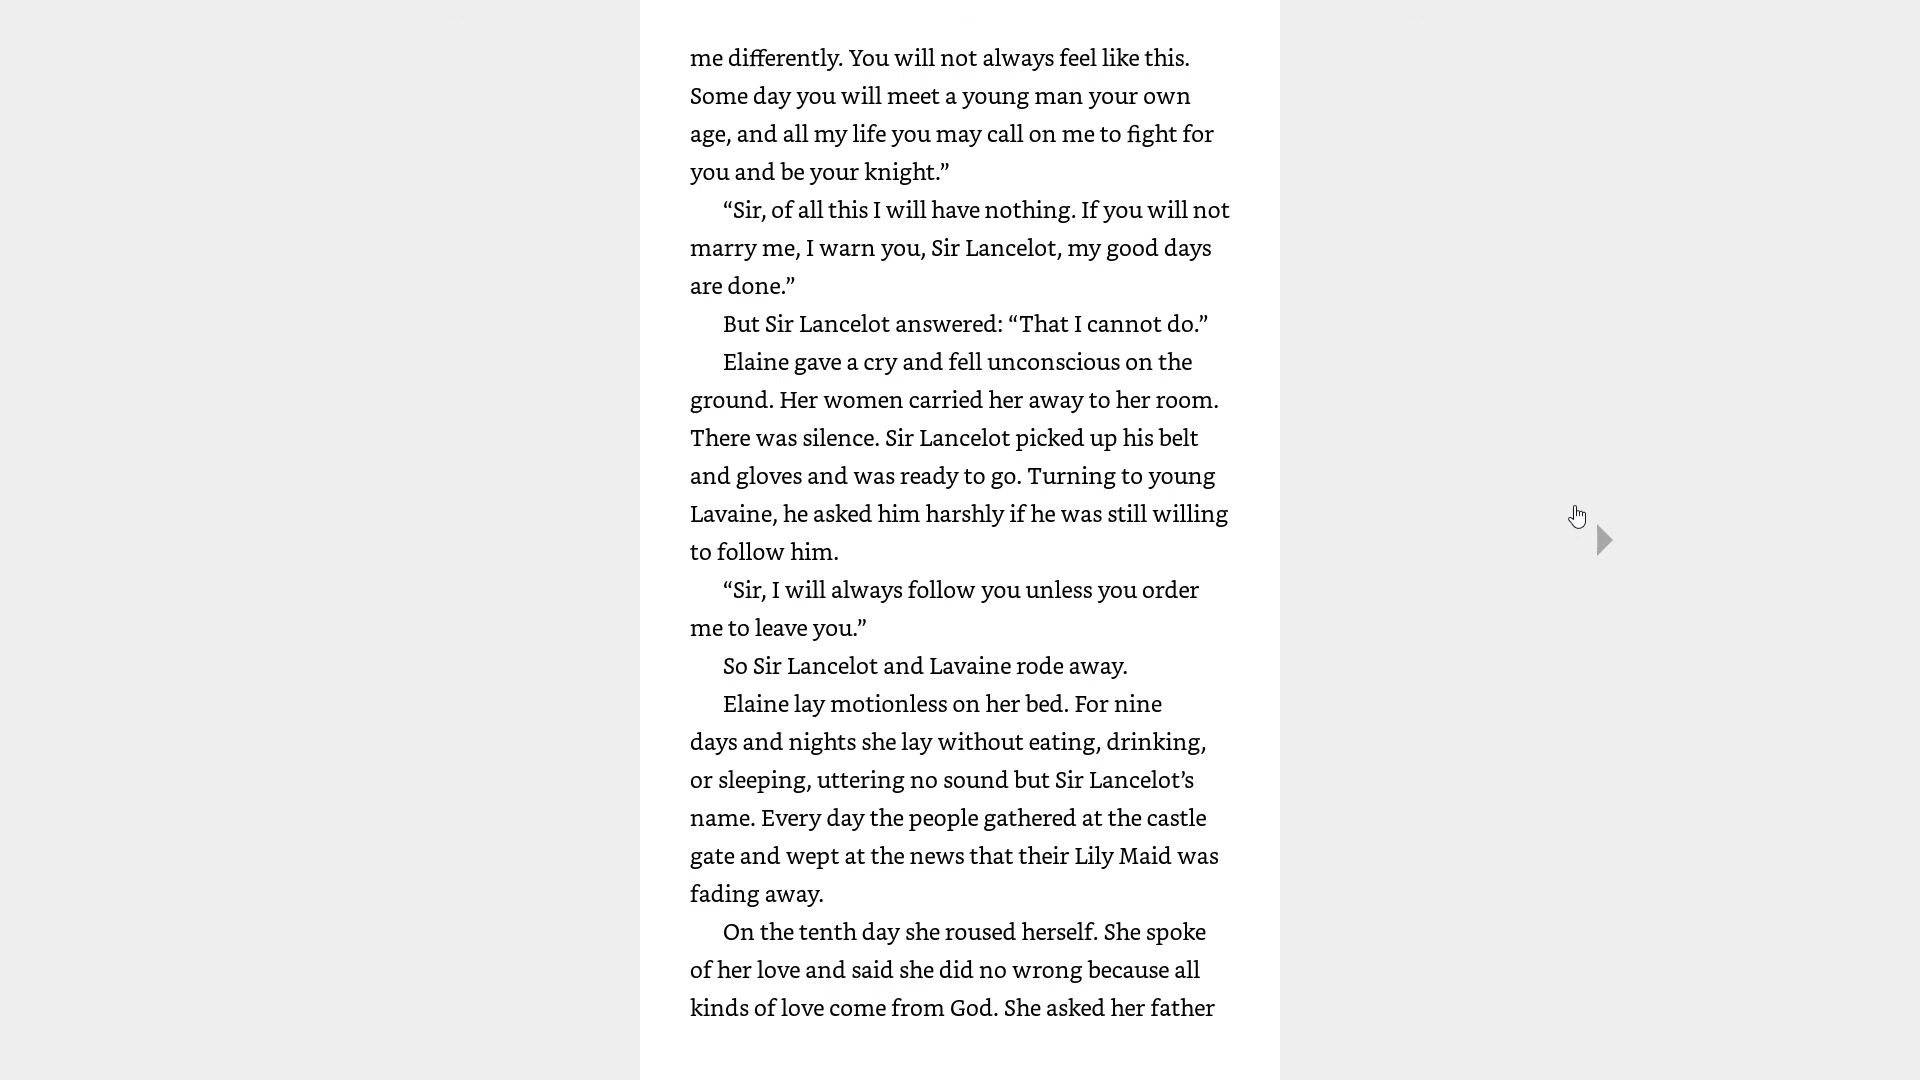 me differently. You will not always feel like this.
Some day you will meet a young man your own
age, and all my life you may call on me to fight for
you and be your knight.”
“Sir, of all this I will have nothing. If you will not
marry me, I warn you, Sir Lancelot, my good days
are done.”
But Sir Lancelot answered: “That I cannot do.”
Elaine gave a cry and fell unconscious on the
ground. Her women carried her away to her room.
There was silence. Sir Lancelot picked up his belt
and gloves and was ready to go. Turning to young
Lavaine, he asked him harshly if he was still willing
to follow him.
“Sir, I will always follow you unless you order
me to leave you.”
So Sir Lancelot and Lavaine rode away.
Elaine lay motionless on her bed. For nine
days and nights she lay without eating, drinking,
or sleeping, uttering no sound but Sir Lancelot’s
name. Every day the people gathered at the castle
gate and wept at the news that their Lily Maid was
fading away.
On the tenth day she roused herself. She spoke
of her love and said she did no wrong because all
kinds of love come from God. She asked her father